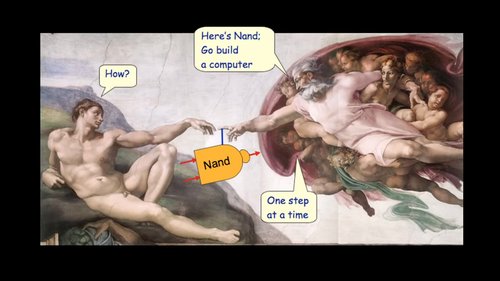 Here's Nand;
Go build
a computer
How?
Nand
One step
at a time